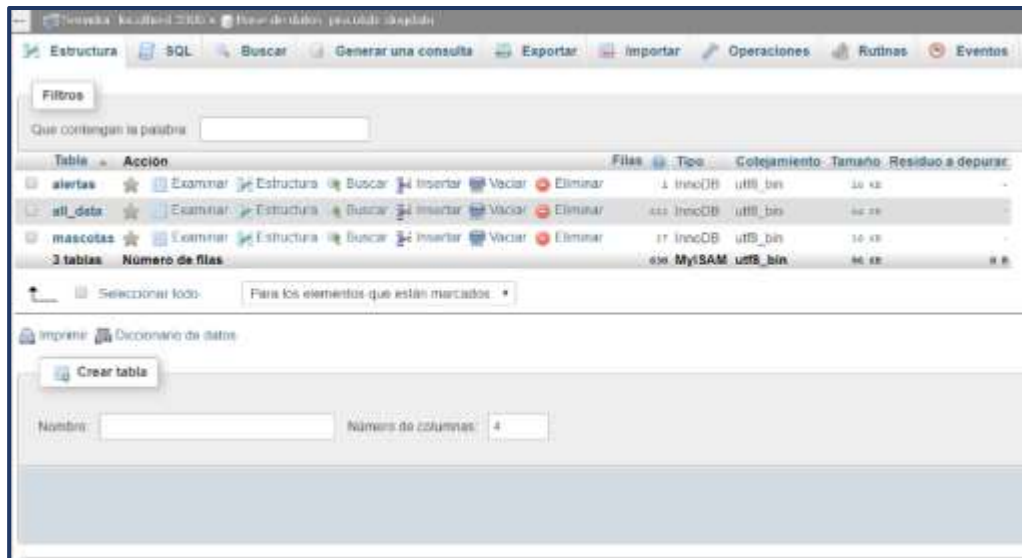 Estructura SQL Buscar Generar una consulta Exportar Importar Operaciones Rutinas Eventos
Filtros
Que contengan la palabra:
Tabla Acción Filas Tipo Cotejamiento Tamaño Residuo a depurar
alertas Examinar Estructura Buscar Insertar Vaciar Eliminar InnoDB utf8_bin -
all_data Examinar Estructura Buscar Insertar Vaciar Eliminar InnoDB utf8_bin -
mascotas Examinar Estructura Buscar Insertar Vaciar Eliminar InnoDB utf8_bin -
3 tablas Número de filas MyISAM utf8_bin
Seleccionar todo Para los elementos que están marcados:
Imprimir Diccionario de datos
Crear tabla
Nombre: Número de columnas: 4